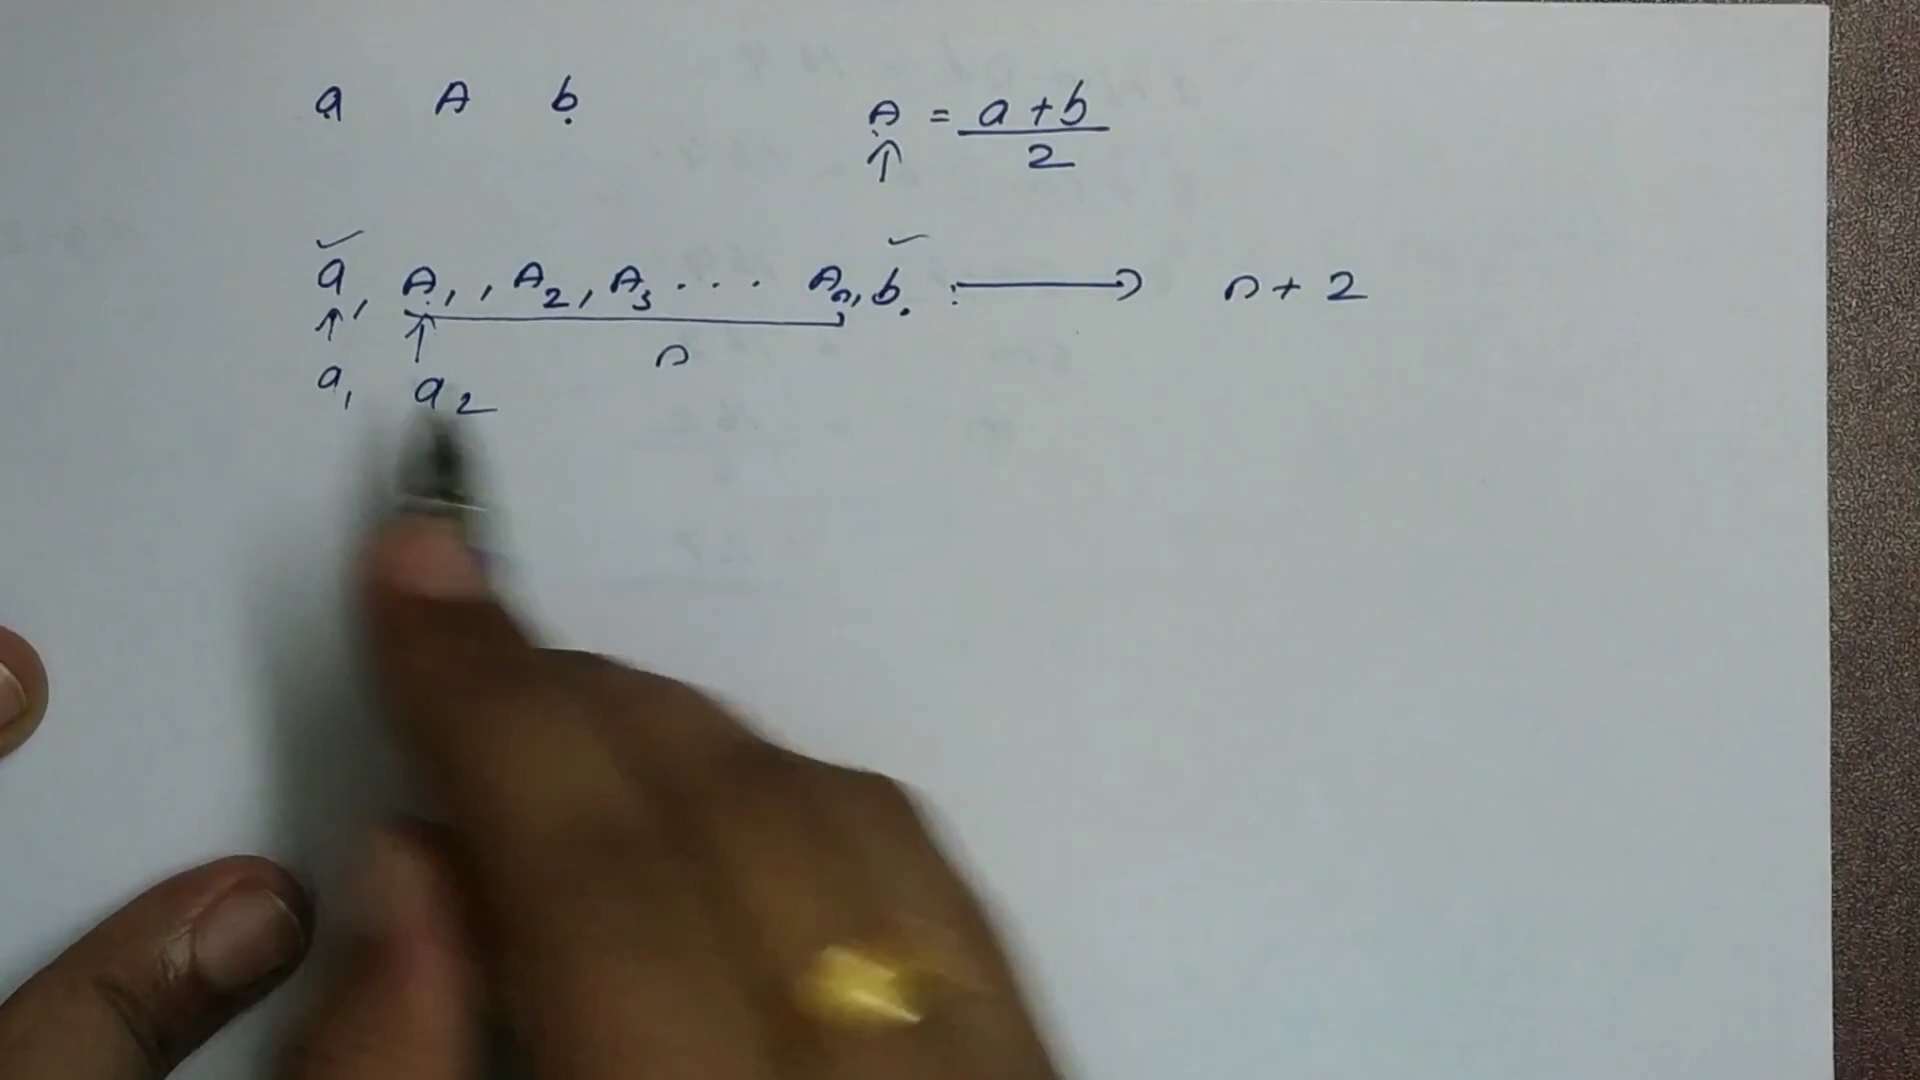 a A b A = a + b / 2
↑
a, A₁, , A₂, A₃ . . . Aₙ, b. : ⟶ n + 2
↑ ↑ n
a₁ a₂